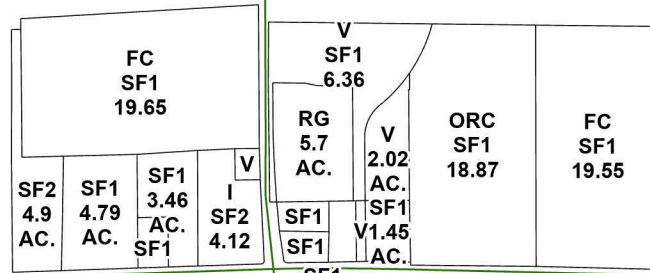 FC
SF1
19.65
V
SF1
6.36
RG
5.7
AC.
V
2.02
AC.
SF1
V1.45
AC.
ORC
SF1
18.87
FC
SF1
19.55
SF2
4.9
AC.
SF1
4.79
AC.
SF1
3.46
AC.
SF1
V
I
SF2
4.12
SF1
SF1
SF1